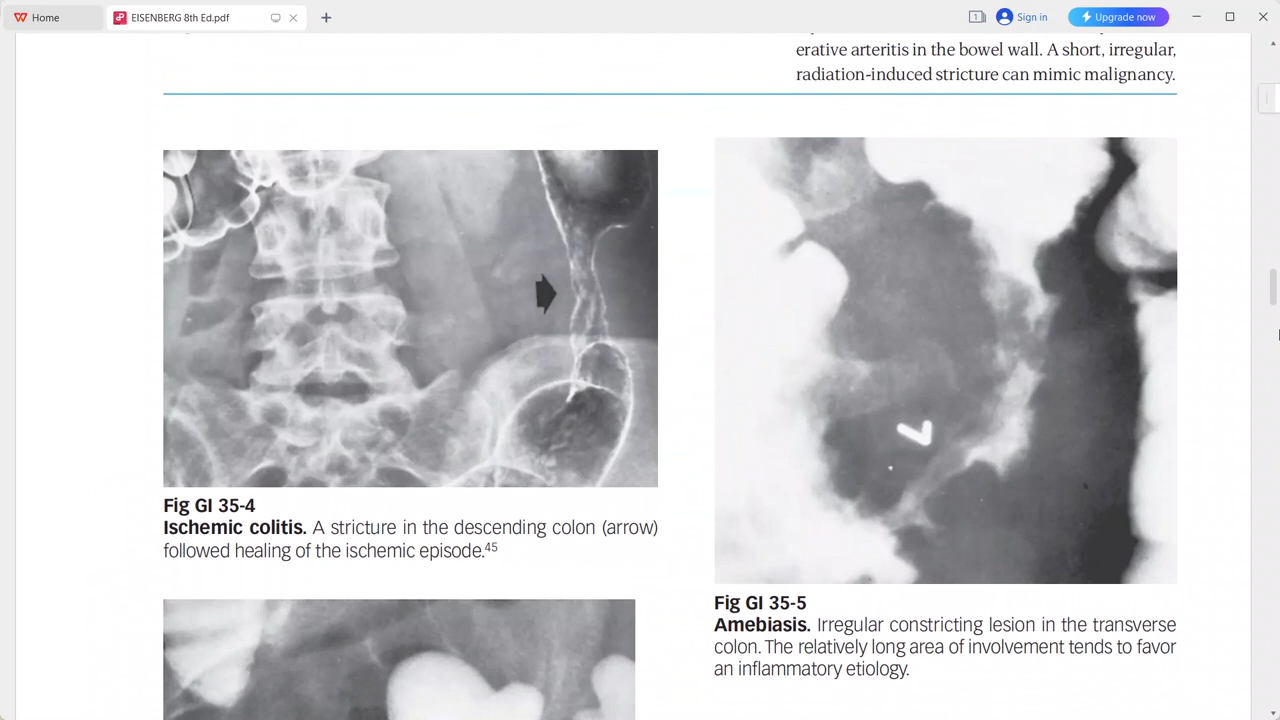 Home
EISENBERG 8th Ed.pdf
1
Sign in
Upgrade now
erative arteritis in the bowel wall. A short, irregular,
radiation-induced stricture can mimic malignancy.
Fig GI 35-4
Ischemic colitis. A stricture in the descending colon (arrow)
followed healing of the ischemic episode.45
Fig GI 35-5
Amebiasis. Irregular constricting lesion in the transverse
colon. The relatively long area of involvement tends to favor
an inflammatory etiology.